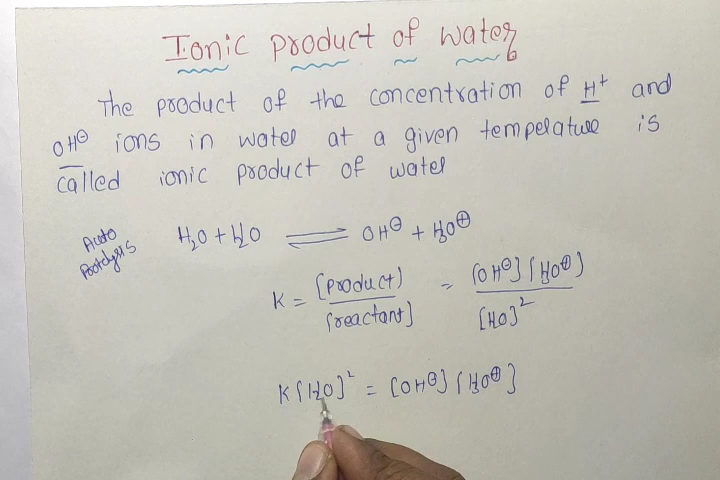 Ionic product of water
The product of the concentration of H⁺ and
OH⊖ ions in water at a given temperature is
called ionic product of water
Auto
Protolysis
H₂O + H₂O ⇌ OH⊖ + H₃O⊕
K = [product] / [reactant] = [OH⊖] [H₃O⊕] / [H₂O]²
K [H₂O]² = [OH⊖] [H₃O⊕]